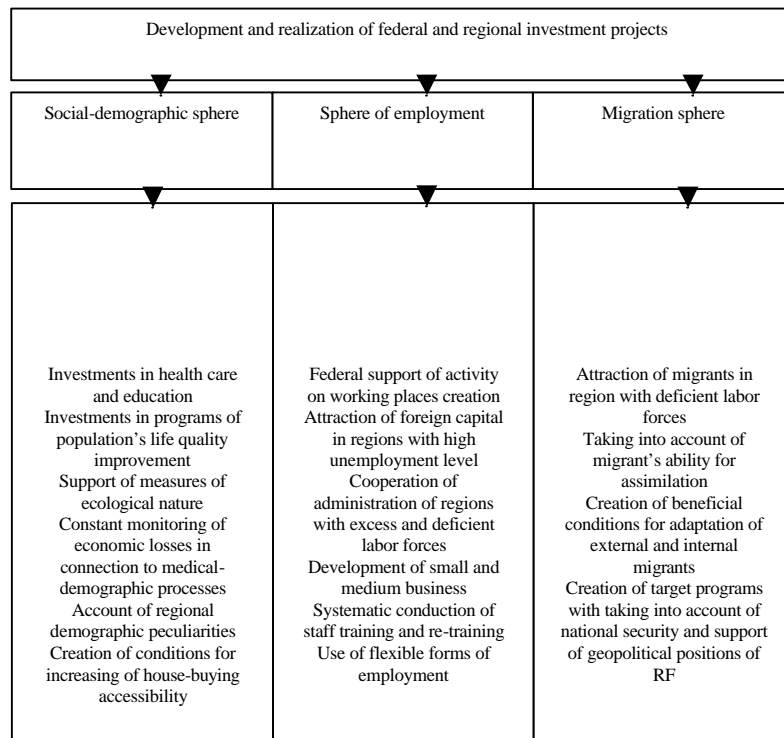 Development and realization of federal and regional investment projects
Social-demographic sphere
Sphere of employment
Migration sphere
Investments in health care
and education
Investments in programs of
population's life quality
improvement
Support of measures of
ecological nature
Constant monitoring of
economic losses in
connection to medical-
demographic processes
Account of regional
demographic peculiarities
Creation of conditions for
increasing of house-buying
accessibility
Federal support of activity
on working places creation
Attraction of foreign capital
in regions with high
unemployment level
Cooperation of
administration of regions
with excess and deficient
labor forces
Development of small and
medium business
Systematic conduction of
staff training and re-training
Use of flexible forms of
employment
Attraction of migrants in
region with deficient labor
forces
Taking into account of
migrant's ability for
assimilation
Creation of beneficial
conditions for adaptation of
external and internal
migrants
Creation of target programs
with taking into account of
national security and support
of geopolitical positions of
RF